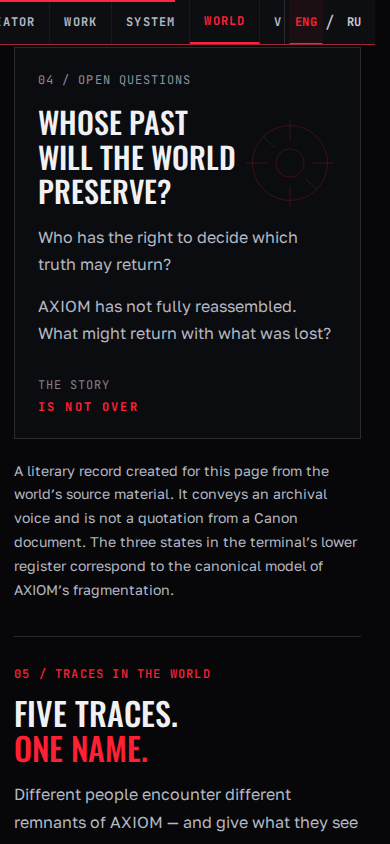 EATOR WORK SYSTEM WORLD V ENG / RU
04 / OPEN QUESTIONS
WHOSE PAST
WILL THE WORLD
PRESERVE?
Who has the right to decide which
truth may return?
AXIOM has not fully reassembled.
What might return with what was lost?
THE STORY
IS NOT OVER
A literary record created for this page from the
world’s source material. It conveys an archival
voice and is not a quotation from a Canon
document. The three states in the terminal’s lower
register correspond to the canonical model of
AXIOM’s fragmentation.
05 / TRACES IN THE WORLD
FIVE TRACES.
ONE NAME.
Different people encounter different
remnants of AXIOM — and give what they see